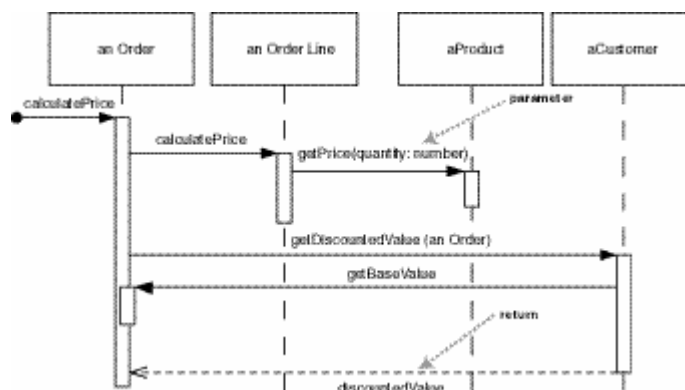 an Order
an Order Line
aProduct
aCustomer
calculatePrice
parameter
calculatePrice
getPrice(quantity: number)
getDiscountedValue (an Order)
getBaseValue
return
discountedValue